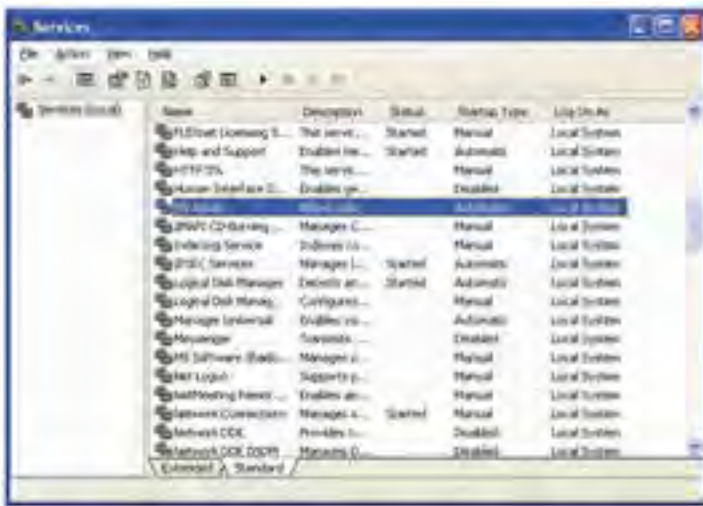 Services
File Action View Help
Services (Local)
Name Description Status Startup Type Log On As
FLEXnet Licensing S... This servi... Started Manual Local System
Help and Support Enables He... Started Automatic Local System
HTTP SSL This servi... Manual Local System
Human Interface D... Enables ge... Disabled Local System
Automatic Local System
IMAPI CD-Burning ... Manages C... Manual Local System
Indexing Service Indexes co... Manual Local System
IPSEC Services Manages I... Started Automatic Local System
Logical Disk Manager Detects an... Started Automatic Local System
Logical Disk Manag... Configures... Manual Local System
Manager Universal Enables Automatic Local System
Messenger Transmits ... Disabled Local System
MS Software Shado... Manages s... Manual Local System
Net Logon Supports p... Manual Local System
NetMeeting Remot... Enables an... Manual Local System
Network Connections Manages o... Started Manual Local System
Network DDE Provides n... Disabled Local System
Network DDE DSDM Manages D... Disabled Local System
Extended Standard